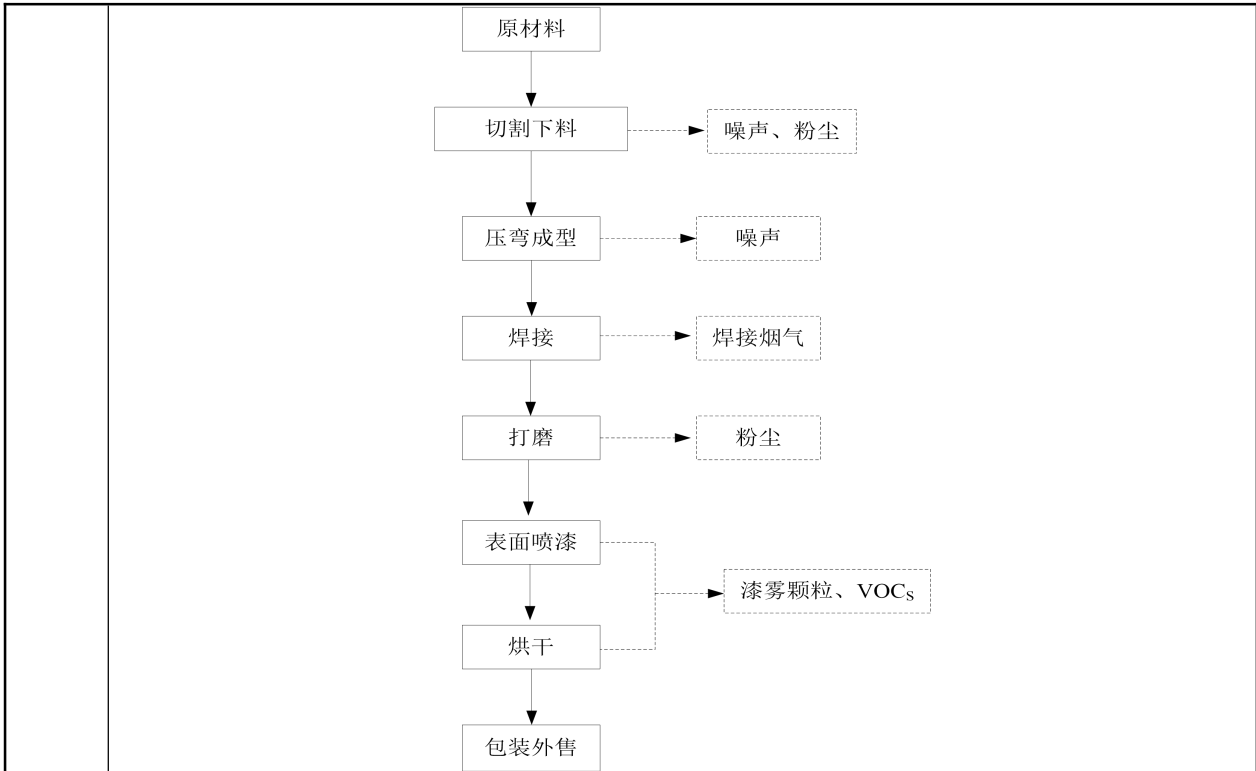 原材料
切割下料
噪声、粉尘
压弯成型
噪声
焊接
焊接烟气
打磨
粉尘
表面喷漆
漆雾颗粒、VOCS
烘干
包装外售